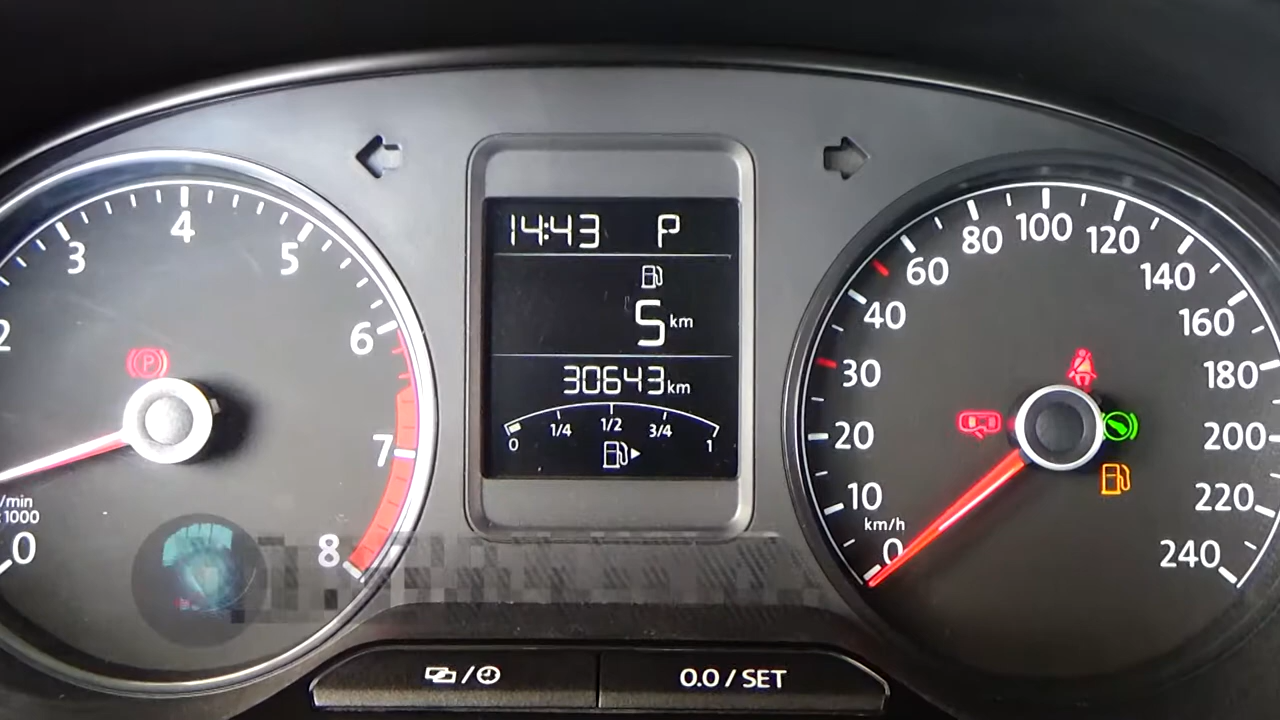 14:43 P
5 km
30643 km
0 1/4 1/2 3/4 1
2 3 4 5 6 7 8
P
/min
1000
0
0 10 20 30 40 60 80 100 120 140 160 180 200 220 240
km/h
0.0 / SET